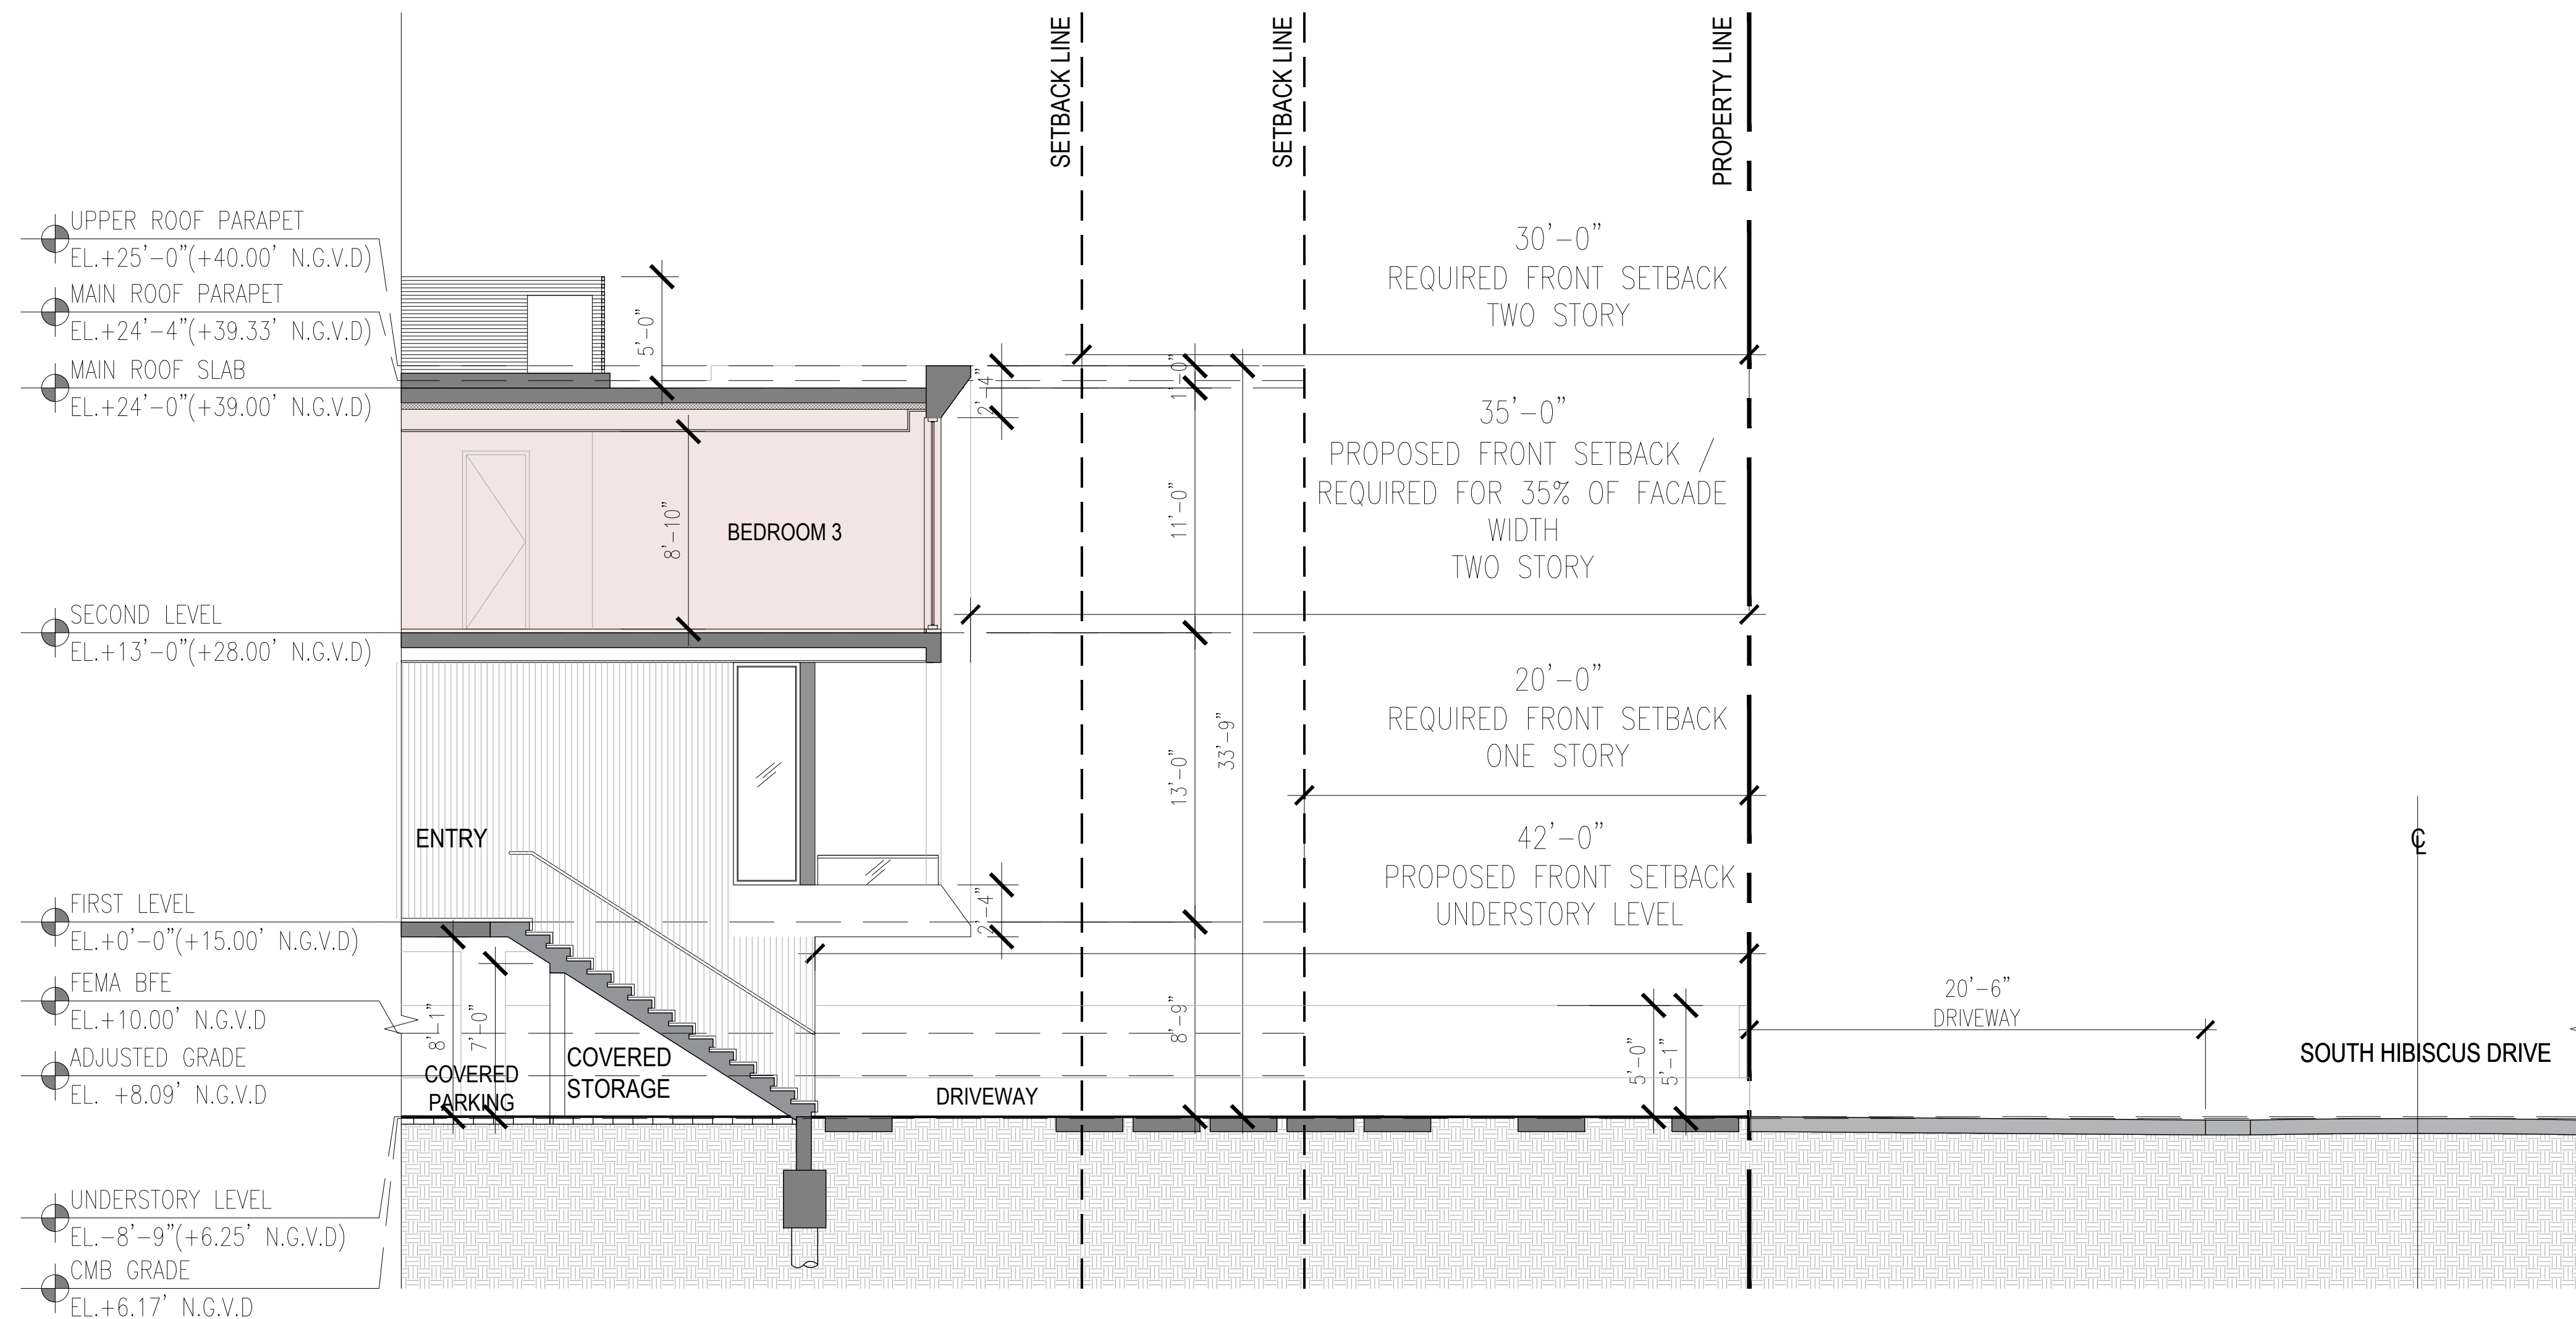 SETBACK LINE
SETBACK LINE
PROPERTY LINE
UPPER ROOF PARAPET
EL.+25'-0"(+40.00' N.G.V.D)
MAIN ROOF PARAPET
EL.+24'-4"(+39.33' N.G.V.D)
MAIN ROOF SLAB
EL.+24'-0"(+39.00' N.G.V.D)
SECOND LEVEL
EL.+13'-0"(+28.00' N.G.V.D)
FIRST LEVEL
EL.+0'-0"(+15.00' N.G.V.D)
FEMA BFE
EL.+10.00' N.G.V.D
ADJUSTED GRADE
EL. +8.09' N.G.V.D
UNDERSTORY LEVEL
EL.-8'-9"(+6.25' N.G.V.D)
CMB GRADE
EL.+6.17' N.G.V.D
5'-0"
8'-10"
BEDROOM 3
ENTRY
8'-1"
7'-0"
COVERED
PARKING
COVERED
STORAGE
DRIVEWAY
2'-4"
2'-4"
1'-0"
11'-0"
13'-0"
8'-9"
33'-9"
30'-0"
REQUIRED FRONT SETBACK
TWO STORY
35'-0"
PROPOSED FRONT SETBACK /
REQUIRED FOR 35% OF FACADE
WIDTH
TWO STORY
20'-0"
REQUIRED FRONT SETBACK
ONE STORY
42'-0"
PROPOSED FRONT SETBACK
UNDERSTORY LEVEL
5'-0"
5'-1"
20'-6"
DRIVEWAY
℄
SOUTH HIBISCUS DRIVE